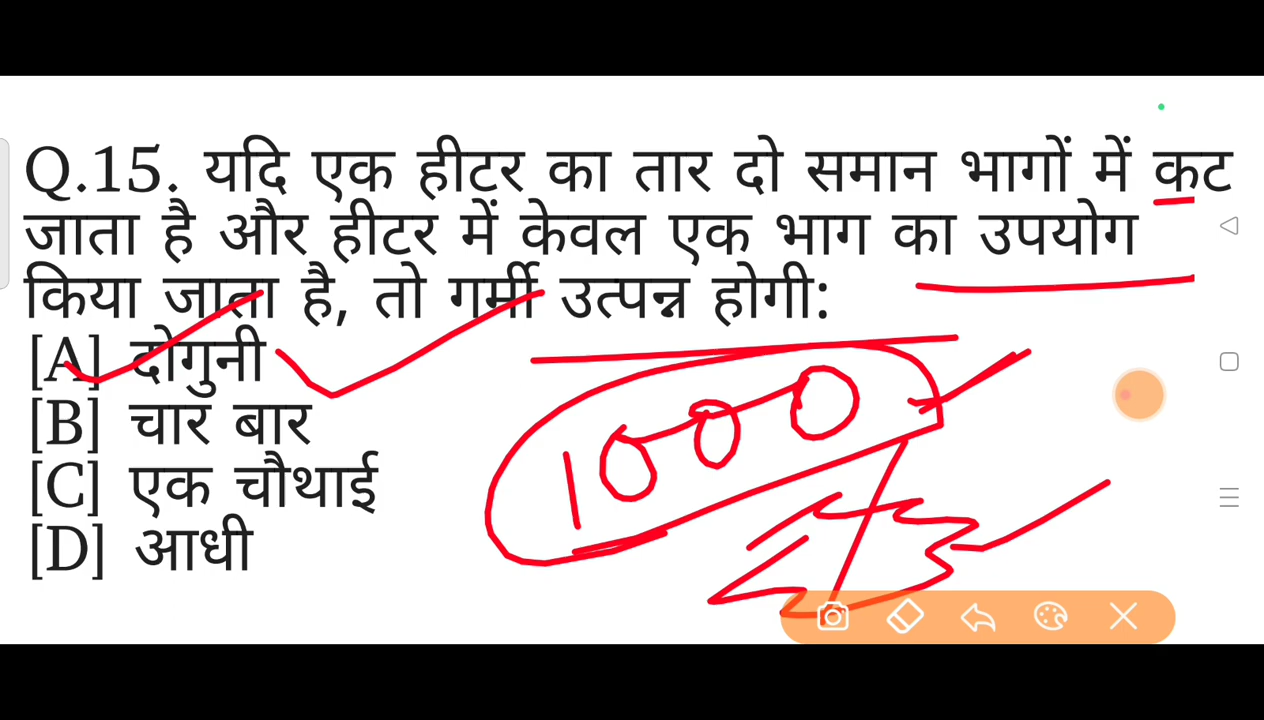 Q.15. यदि एक हीटर का तार दो समान भागों में कट
जाता है और हीटर में केवल एक भाग का उपयोग
किया जाता है, तो गर्मी उत्पन्न होगी:
[A] दोगुनी
[B] चार बार
[C] एक चौथाई
[D] आधी
1000